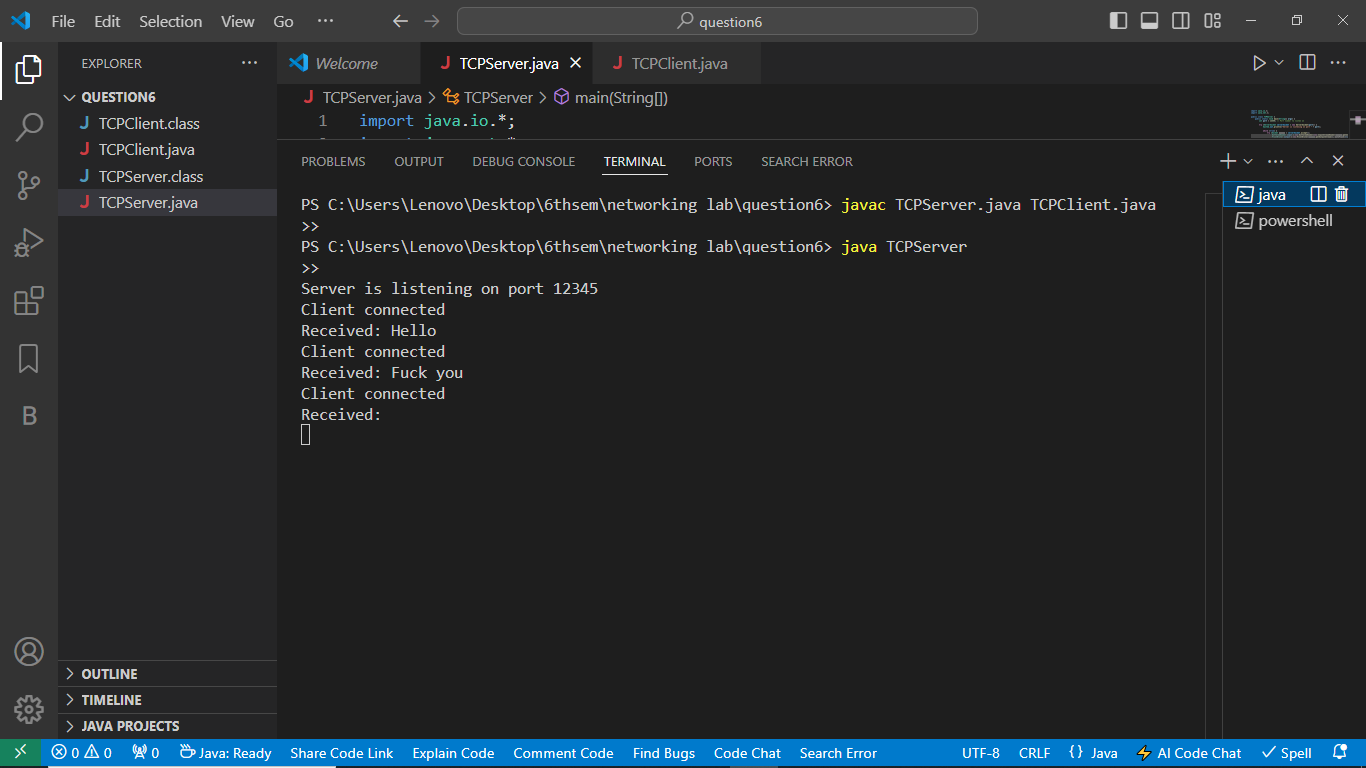 File Edit Selection View Go ···
question6
EXPLORER ···
QUESTION6
J TCPClient.class
J TCPClient.java
J TCPServer.class
J TCPServer.java
OUTLINE
TIMELINE
JAVA PROJECTS
Welcome
J TCPServer.java
J TCPClient.java
J TCPServer.java > TCPServer > main(String[])
1 import java.io.*;
PROBLEMS OUTPUT DEBUG CONSOLE TERMINAL PORTS SEARCH ERROR
PS C:\Users\Lenovo\Desktop\6thsem\networking lab\question6> javac TCPServer.java TCPClient.java
>>
PS C:\Users\Lenovo\Desktop\6thsem\networking lab\question6> java TCPServer
>>
Server is listening on port 12345
Client connected
Received: Hello
Client connected
Received: Fuck you
Client connected
Received:
java
powershell
B
0 0 0 Java: Ready Share Code Link Explain Code Comment Code Find Bugs Code Chat Search Error UTF-8 CRLF {} Java AI Code Chat Spell